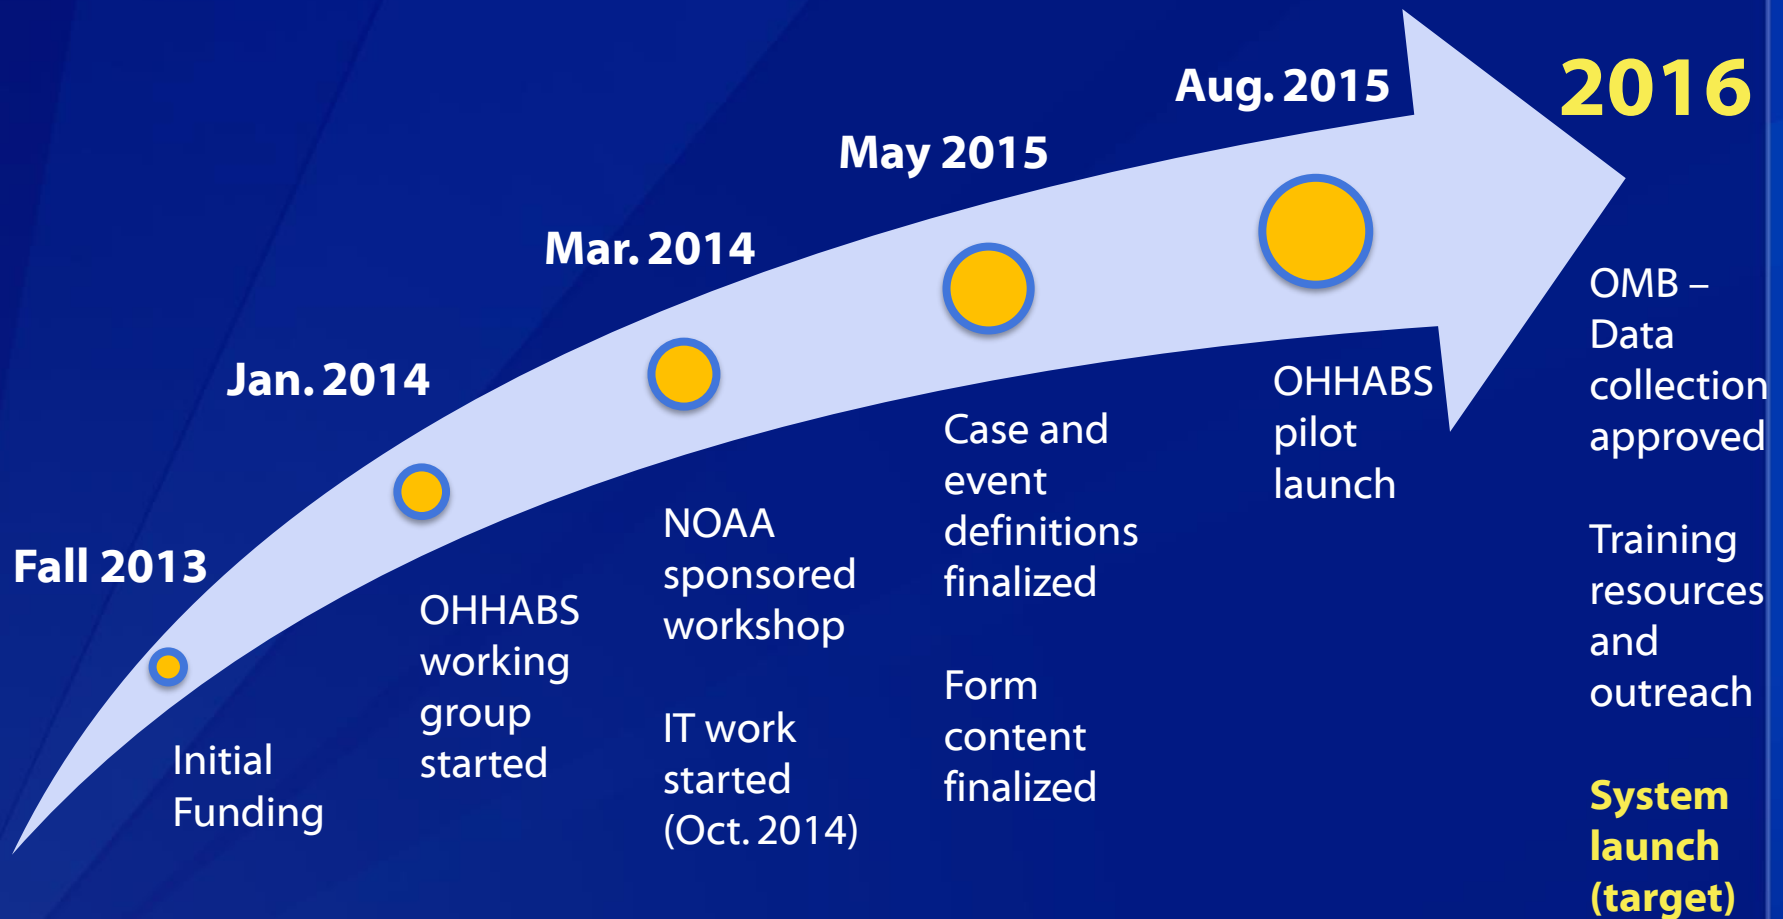 Fall 2013
Initial
Funding
Jan. 2014
OHHABS
working
group
started
Mar. 2014
NOAA
sponsored
workshop
IT work
started
(Oct. 2014)
May 2015
Case and
event
definitions
finalized
Form
content
finalized
Aug. 2015
OHHABS
pilot
launch
2016
OMB –
Data
collection
approved
Training
resources
and
outreach
System
launch
(target)